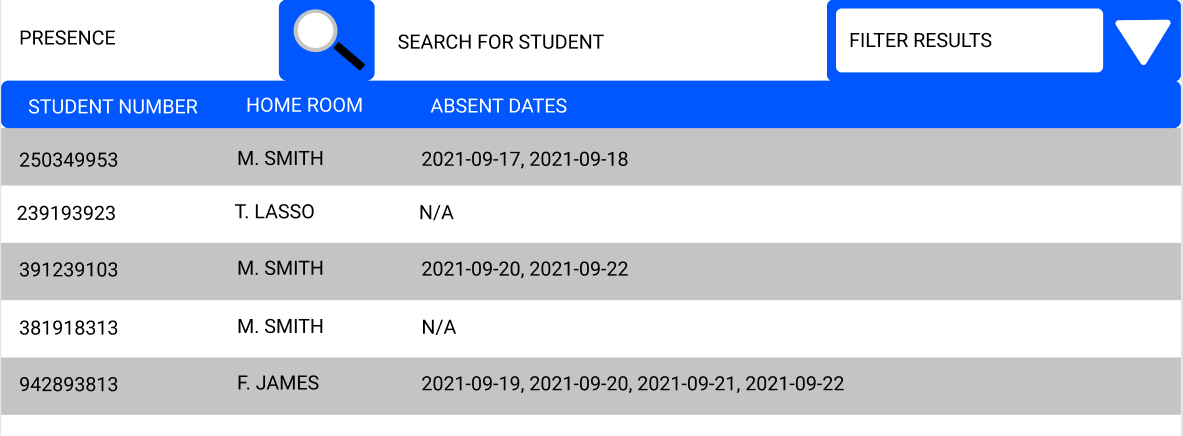 PRESENCE SEARCH FOR STUDENT FILTER RESULTS
STUDENT NUMBER HOME ROOM ABSENT DATES
250349953 M. SMITH 2021-09-17, 2021-09-18
239193923 T. LASSO N/A
391239103 M. SMITH 2021-09-20, 2021-09-22
381918313 M. SMITH N/A
942893813 F. JAMES 2021-09-19, 2021-09-20, 2021-09-21, 2021-09-22